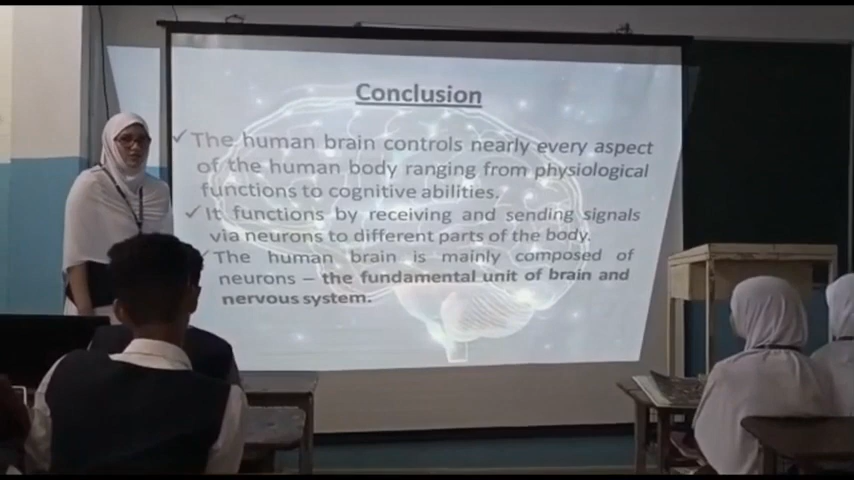 Conclusion
✓ The human brain controls nearly every aspect
of the human body ranging from physiological
functions to cognitive abilities.
✓ It functions by receiving and sending signals
via neurons to different parts of the body.
✓ The human brain is mainly composed of
neurons – the fundamental unit of brain and
nervous system.